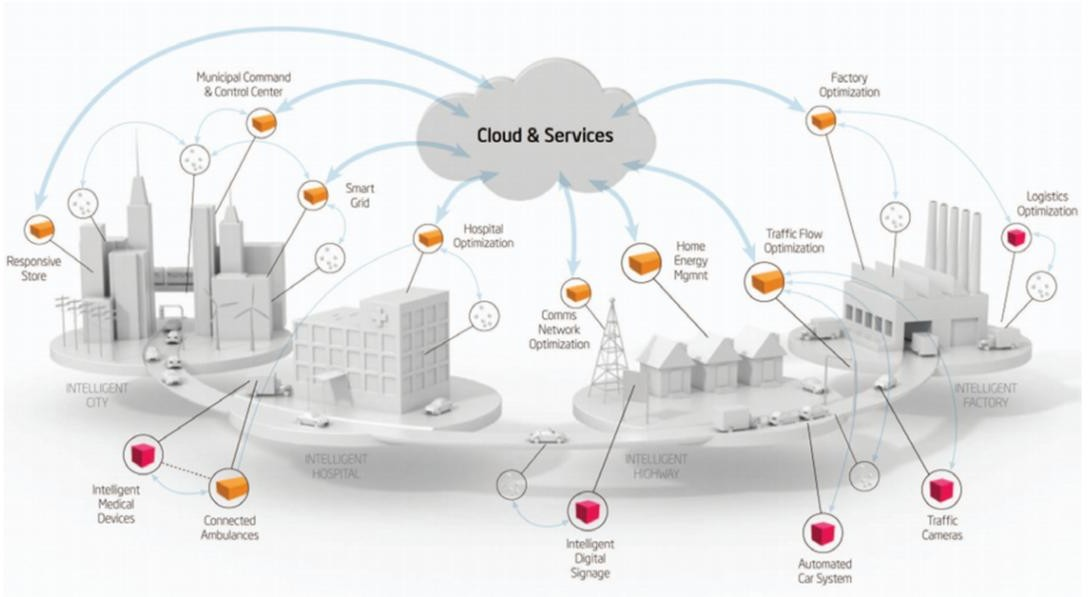 Municipal Command
& Control Center
Cloud & Services
Factory
Optimization
Smart
Grid
Logistics
Optimization
Responsive
Store
Hospital
Optimization
Home
Energy
Mgmnt
Traffic Flow
Optimization
Comms
Network
Optimization
INTELLIGENT
CITY
INTELLIGENT
FACTORY
INTELLIGENT
HOSPITAL
INTELLIGENT
HIGHWAY
Intelligent
Medical
Devices
Connected
Ambulances
Intelligent
Digital
Signage
Automated
Car System
Traffic
Cameras